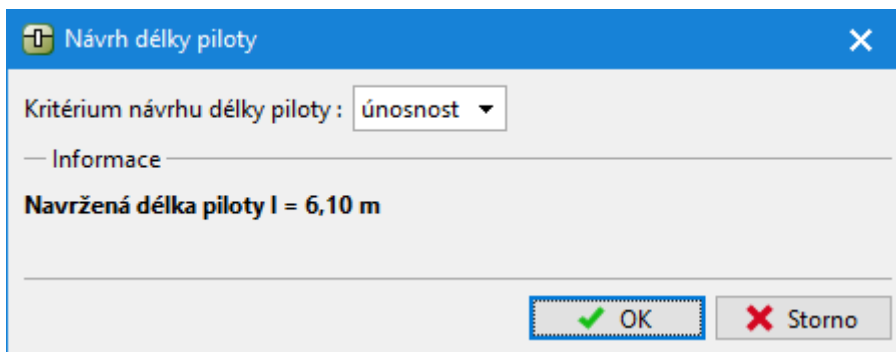 Návrh délky piloty
Kritérium návrhu délky piloty : únosnost
Informace
Navržená délka piloty l = 6,10 m
OK Storno